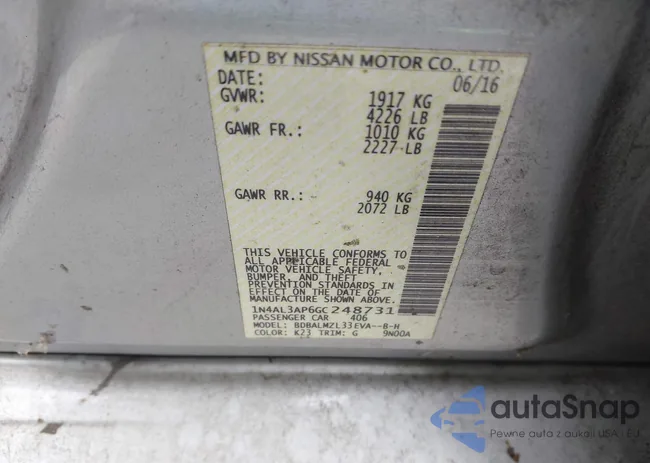 MFD BY NISSAN MOTOR CO., LTD.
DATE: 06/16
GVWR: 1917 KG
4226 LB
GAWR FR.: 1010 KG
2227 LB
GAWR RR.: 940 KG
2072 LB
THIS VEHICLE CONFORMS TO
ALL APPLICABLE FEDERAL
MOTOR VEHICLE SAFETY,
BUMPER, AND THEFT
PREVENTION STANDARDS
IN EFFECT ON THE DATE OF
MANUFACTURE SHOWN ABOVE.
1N4AL3AP6GC248731
PASSENGER CAR 406
MODEL: BDBALMZL33EVA--B-H
COLOR: K23 TRIM: G 9N00A
autaSnap
Pewne auta z aukcji USA i EU